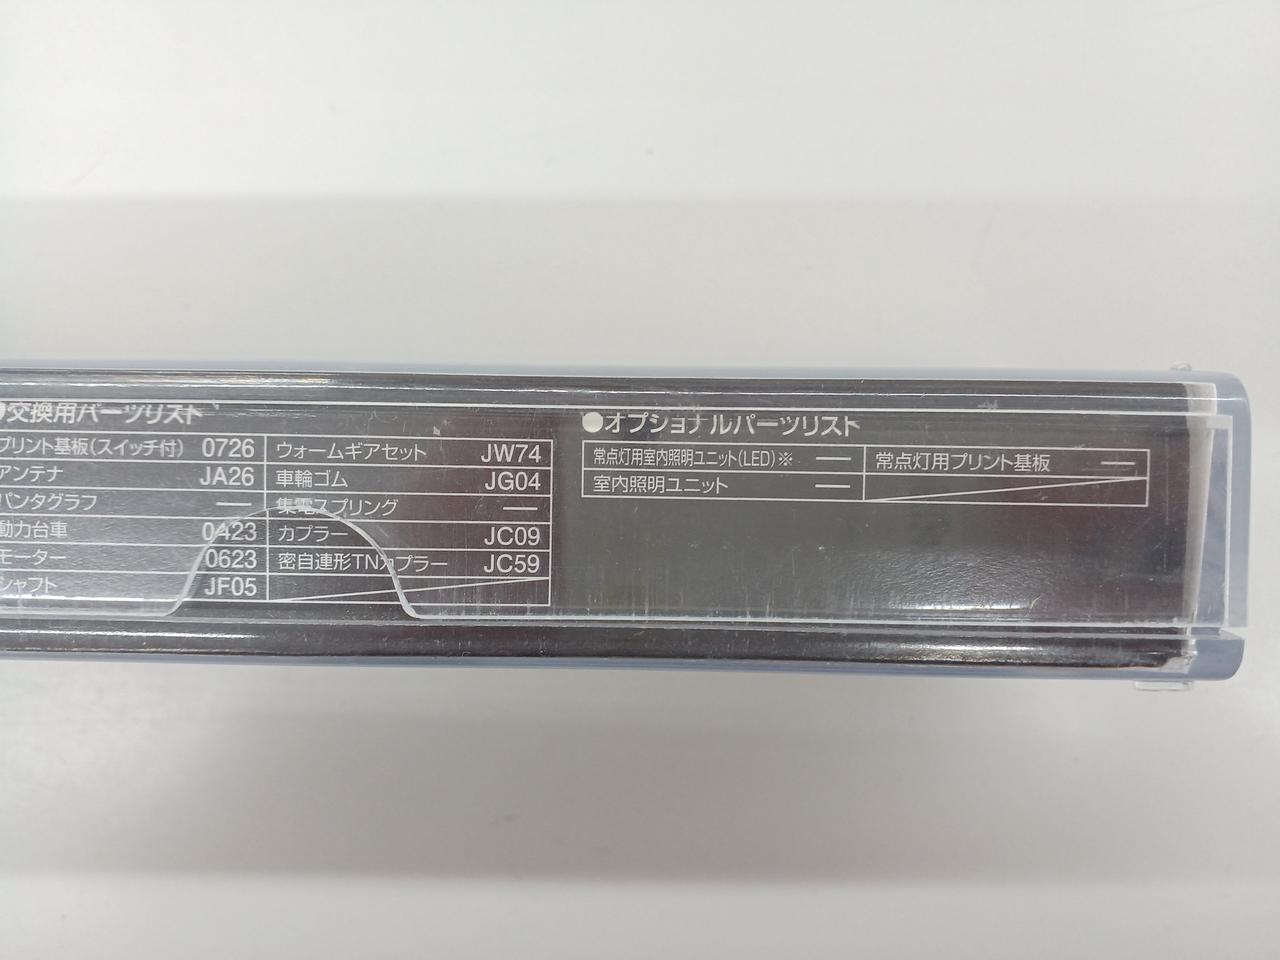 ●交換用パーツリスト
プリント基板(スイッチ付) 0726 ウォームギアセット JW74
アンテナ JA26 車輪ゴム JG04
パンタグラフ — 集電スプリング —
動力台車 0423 カプラー JC09
モーター 0623 密自連形TNカプラー JC59
シャフト JF05
●オプショナルパーツリスト
常点灯用室内照明ユニット(LED)※ — 常点灯用プリント基板 —
室内照明ユニット —